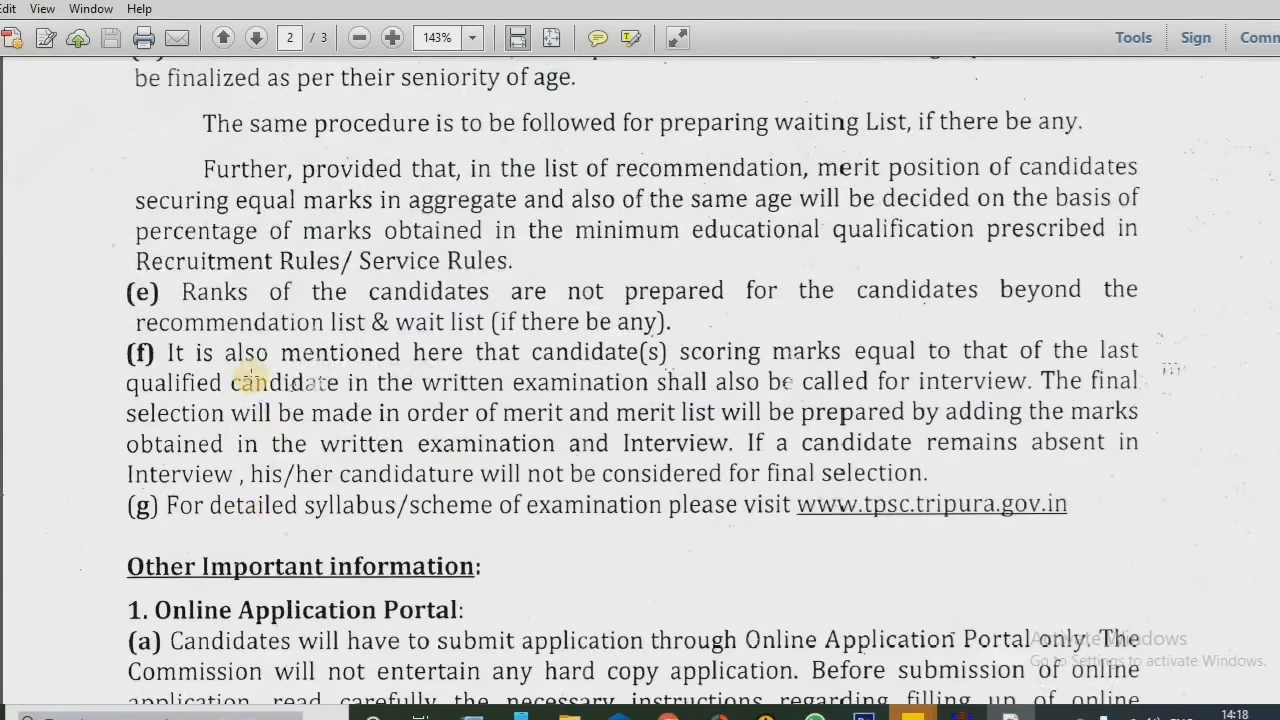 Edit View Window Help
2 / 3 143% Tools Sign Comm
be finalized as per their seniority of age.
The same procedure is to be followed for preparing waiting List, if there be any.
Further, provided that, in the list of recommendation, merit position of candidates
securing equal marks in aggregate and also of the same age will be decided on the basis of
percentage of marks obtained in the minimum educational qualification prescribed in
Recruitment Rules/ Service Rules.
(e) Ranks of the candidates are not prepared for the candidates beyond the
recommendation list & wait list (if there be any).
(f) It is also mentioned here that candidate(s) scoring marks equal to that of the last
qualified candidate in the written examination shall also be called for interview. The final
selection will be made in order of merit and merit list will be prepared by adding the marks
obtained in the written examination and Interview. If a candidate remains absent in
Interview , his/her candidature will not be considered for final selection.
(g) For detailed syllabus/scheme of examination please visit www.tpsc.tripura.gov.in
Other Important information:
1. Online Application Portal:
(a) Candidates will have to submit application through Online Application Portal only. The
Commission will not entertain any hard copy application. Before submission of online
application, read carefully the necessary instructions regarding filling up of online
Activate Windows
Go to Settings to activate Windows.
14:18